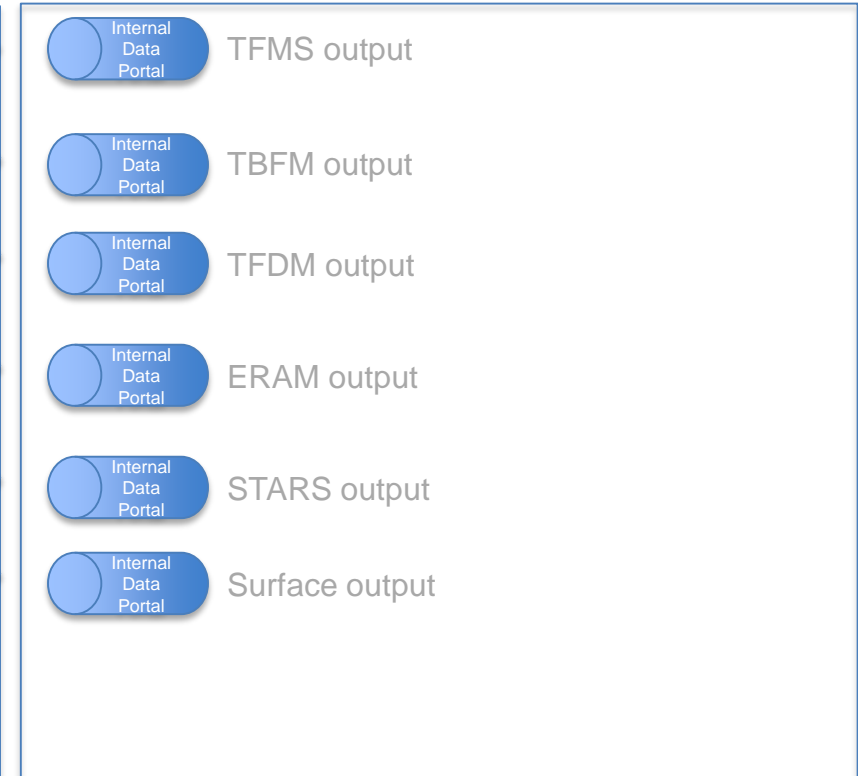 Internal
Data
Portal
TFMS output
Internal
Data
Portal
TBFM output
Internal
Data
Portal
TFDM output
Internal
Data
Portal
ERAM output
Internal
Data
Portal
STARS output
Internal
Data
Portal
Surface output